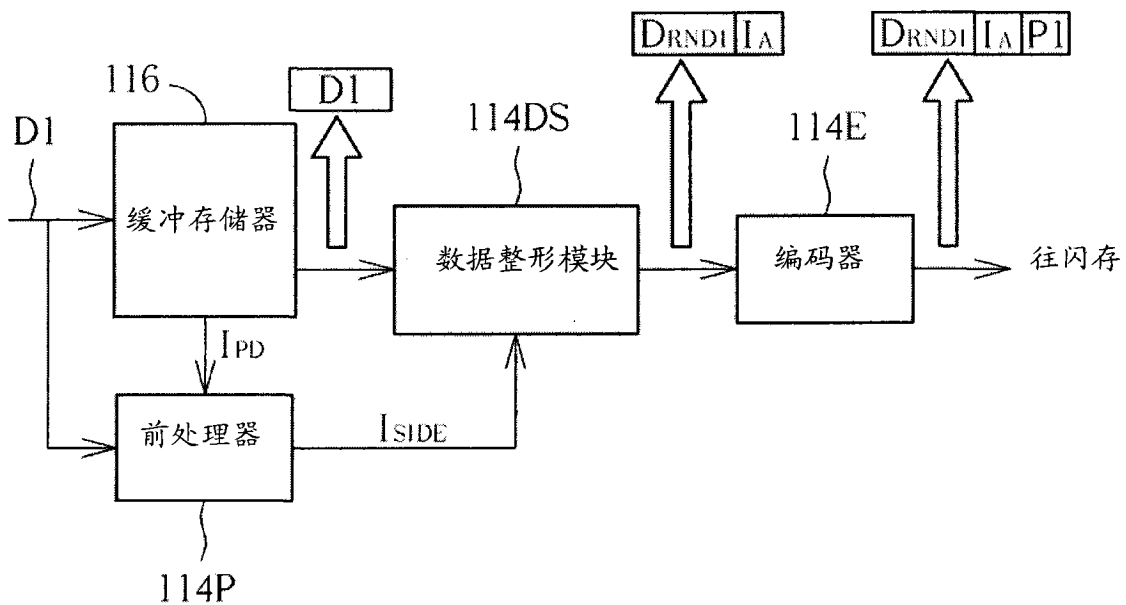 DRND1 IA
DRND1 IA P1
116
D1
114DS
114E
D1
缓冲存储器
数据整形模块
编码器
往闪存
IPD
前处理器
ISIDE
114P